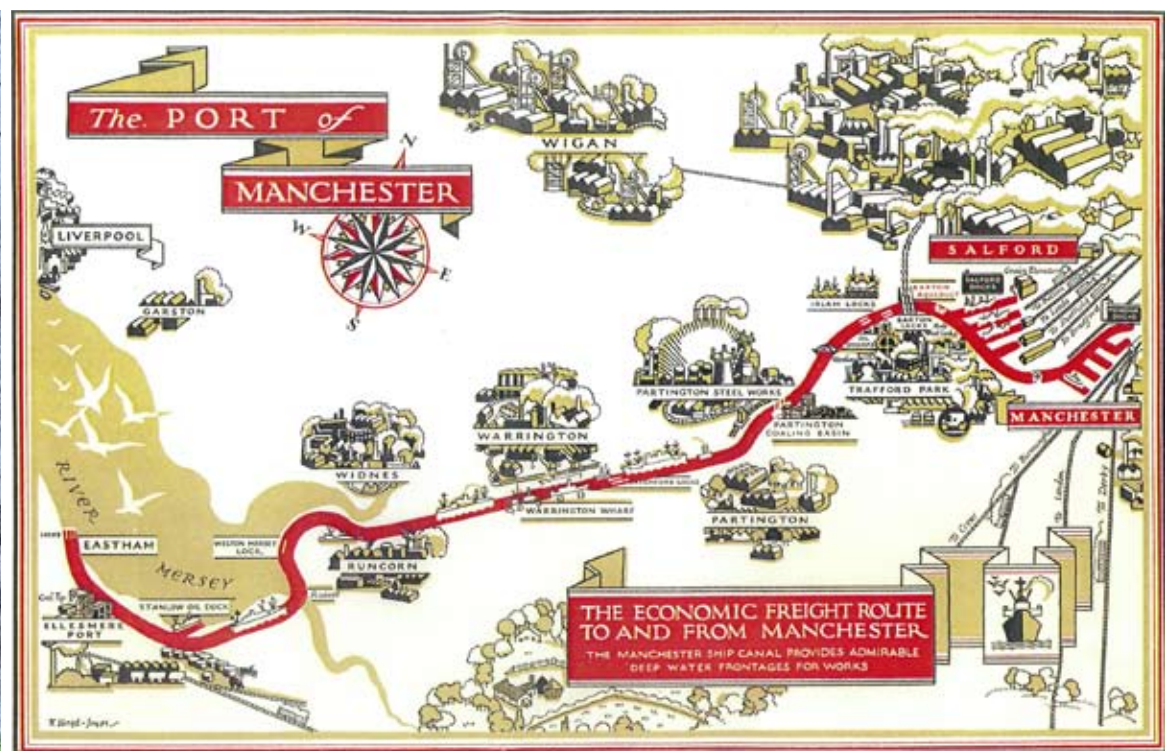 The PORT of
MANCHESTER
N
W
E
S
LIVERPOOL
GARSTON
WIGAN
SALFORD
SALFORD DOCKS
IRLAM LOCKS
BARTON AQUEDUCT
BARTON LOCKS
TRAFFORD PARK
DOCKS
MANCHESTER
PARTINGTON STEEL WORKS
PARTINGTON
COALING BASIN
WARRINGTON
WARRINGTON WHARF
PARTINGTON
WIDNES
RUNCORN
WESTON MERSEY
LOCK
RIVER
MERSEY
EASTHAM
STANLOW OIL DOCK
ELLESMERE
PORT
To Crewe
To London
To Derby
THE ECONOMIC FREIGHT ROUTE
TO AND FROM MANCHESTER
THE MANCHESTER SHIP CANAL PROVIDES ADMIRABLE
DEEP WATER FRONTAGES FOR WORKS